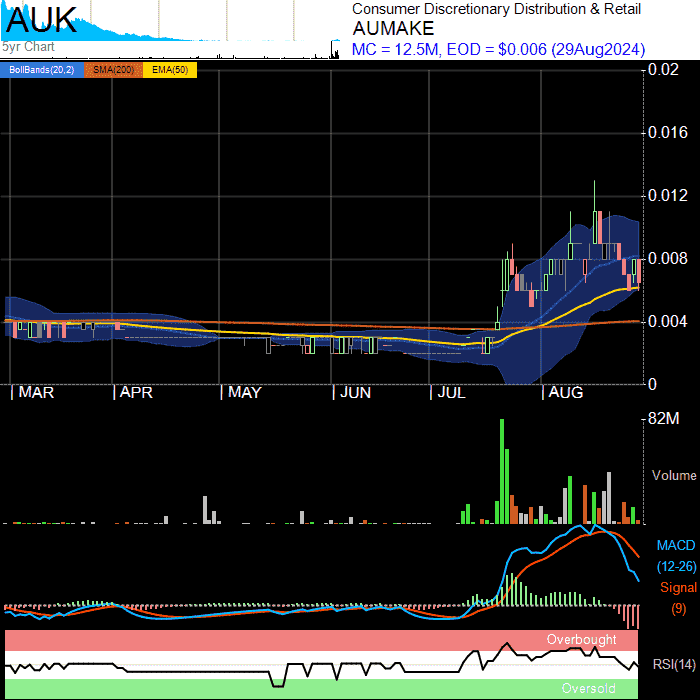 AUK
5yr Chart
Consumer Discretionary Distribution & Retail
AUMAKE
MC = 12.5M, EOD = $0.006 (29Aug2024)
BollBands(20,2) SMA(200) EMA(50)
0.02
0.016
0.012
0.008
0.004
0
MAR APR MAY JUN JUL AUG
82M
Volume
MACD
(12-26)
Signal
(9)
Overbought
RSI(14)
Oversold